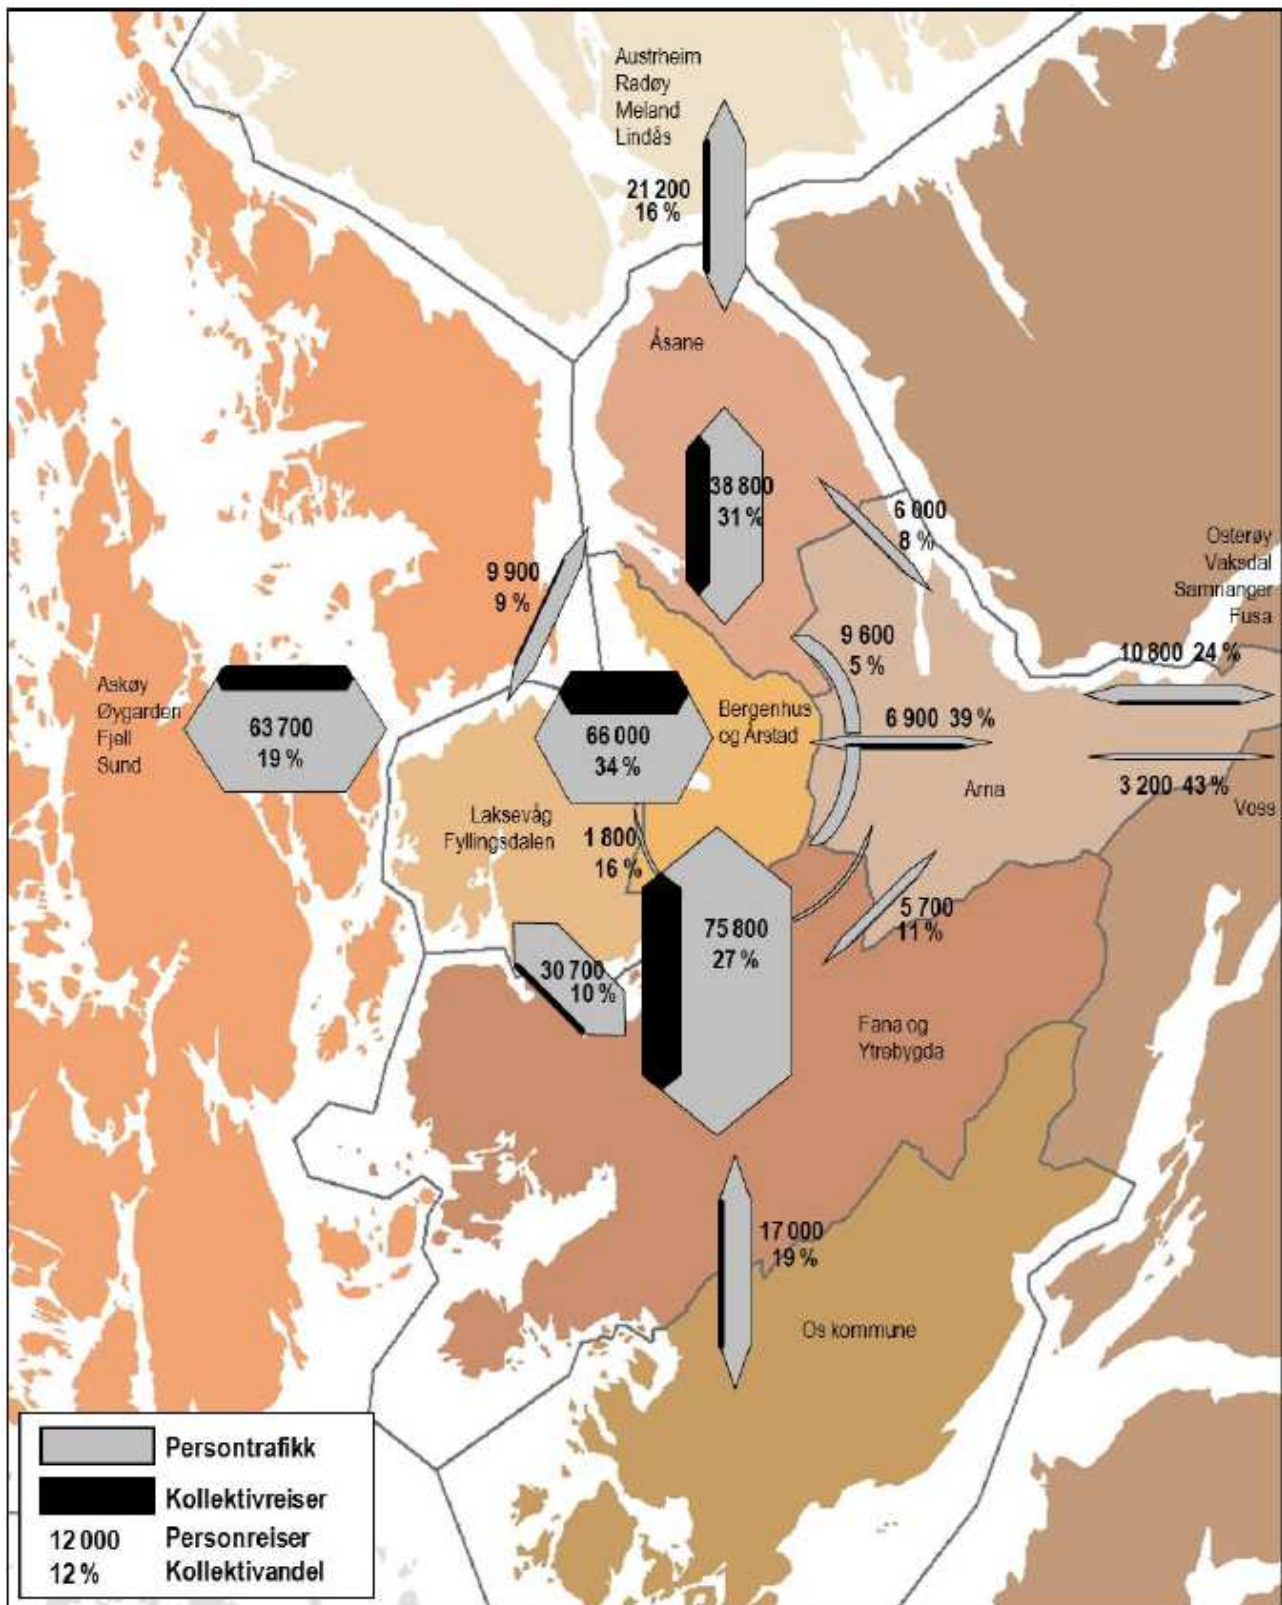 Austrheim
Radøy
Meland
Lindås
21 200
16 %
Åsane
38 800
31 %
6 000
8 %
Osterøy
Vaksdal
Samnanger
Fusa
9 900
9 %
9 800
5 %
10 800 24 %
Askøy
Øygarden
Fjell
Sund
63 700
19 %
66 000
34 %
Bergenhus
og Årstad
6 900 39 %
Arna
3 200 43 %
Voss
Laksevåg
Fyllingsdalen
1 800
16 %
75 800
27 %
5 700
11 %
30 700
10 %
Fana og
Ytrebygda
17 000
19 %
Os kommune
Persontrafikk
Kollektivreiser
12 000 Personreiser
12 % Kollektivandel